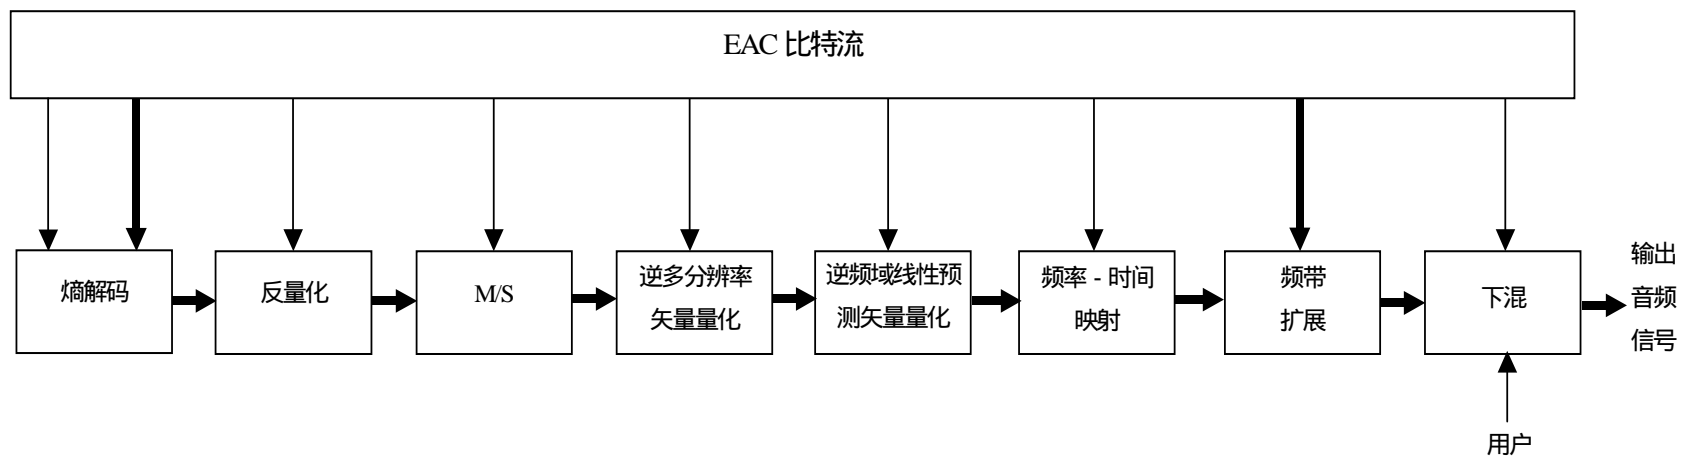 EAC 比特流
熵解码
反量化
M/S
逆多分辨率
矢量量化
逆频域线性预
测矢量量化
频率 - 时间
映射
频带
扩展
下混
输出
音频
信号
用户